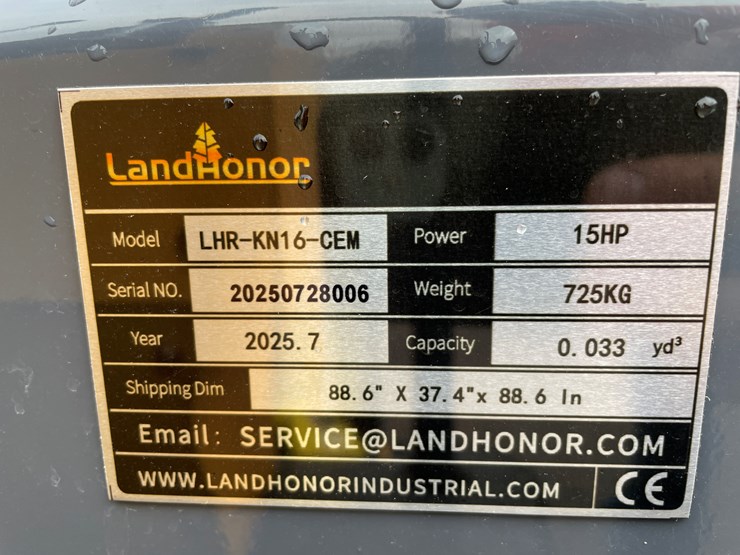 LandHonor
Model LHR-KN16-CEM Power 15HP
Serial NO. 20250728006 Weight 725KG
Year 2025.7 Capacity 0.033 yd³
Shipping Dim 88.6" X 37.4"x 88.6 In
Email: SERVICE@LANDHONOR.COM
WWW.LANDHONORINDUSTRIAL.COM CE